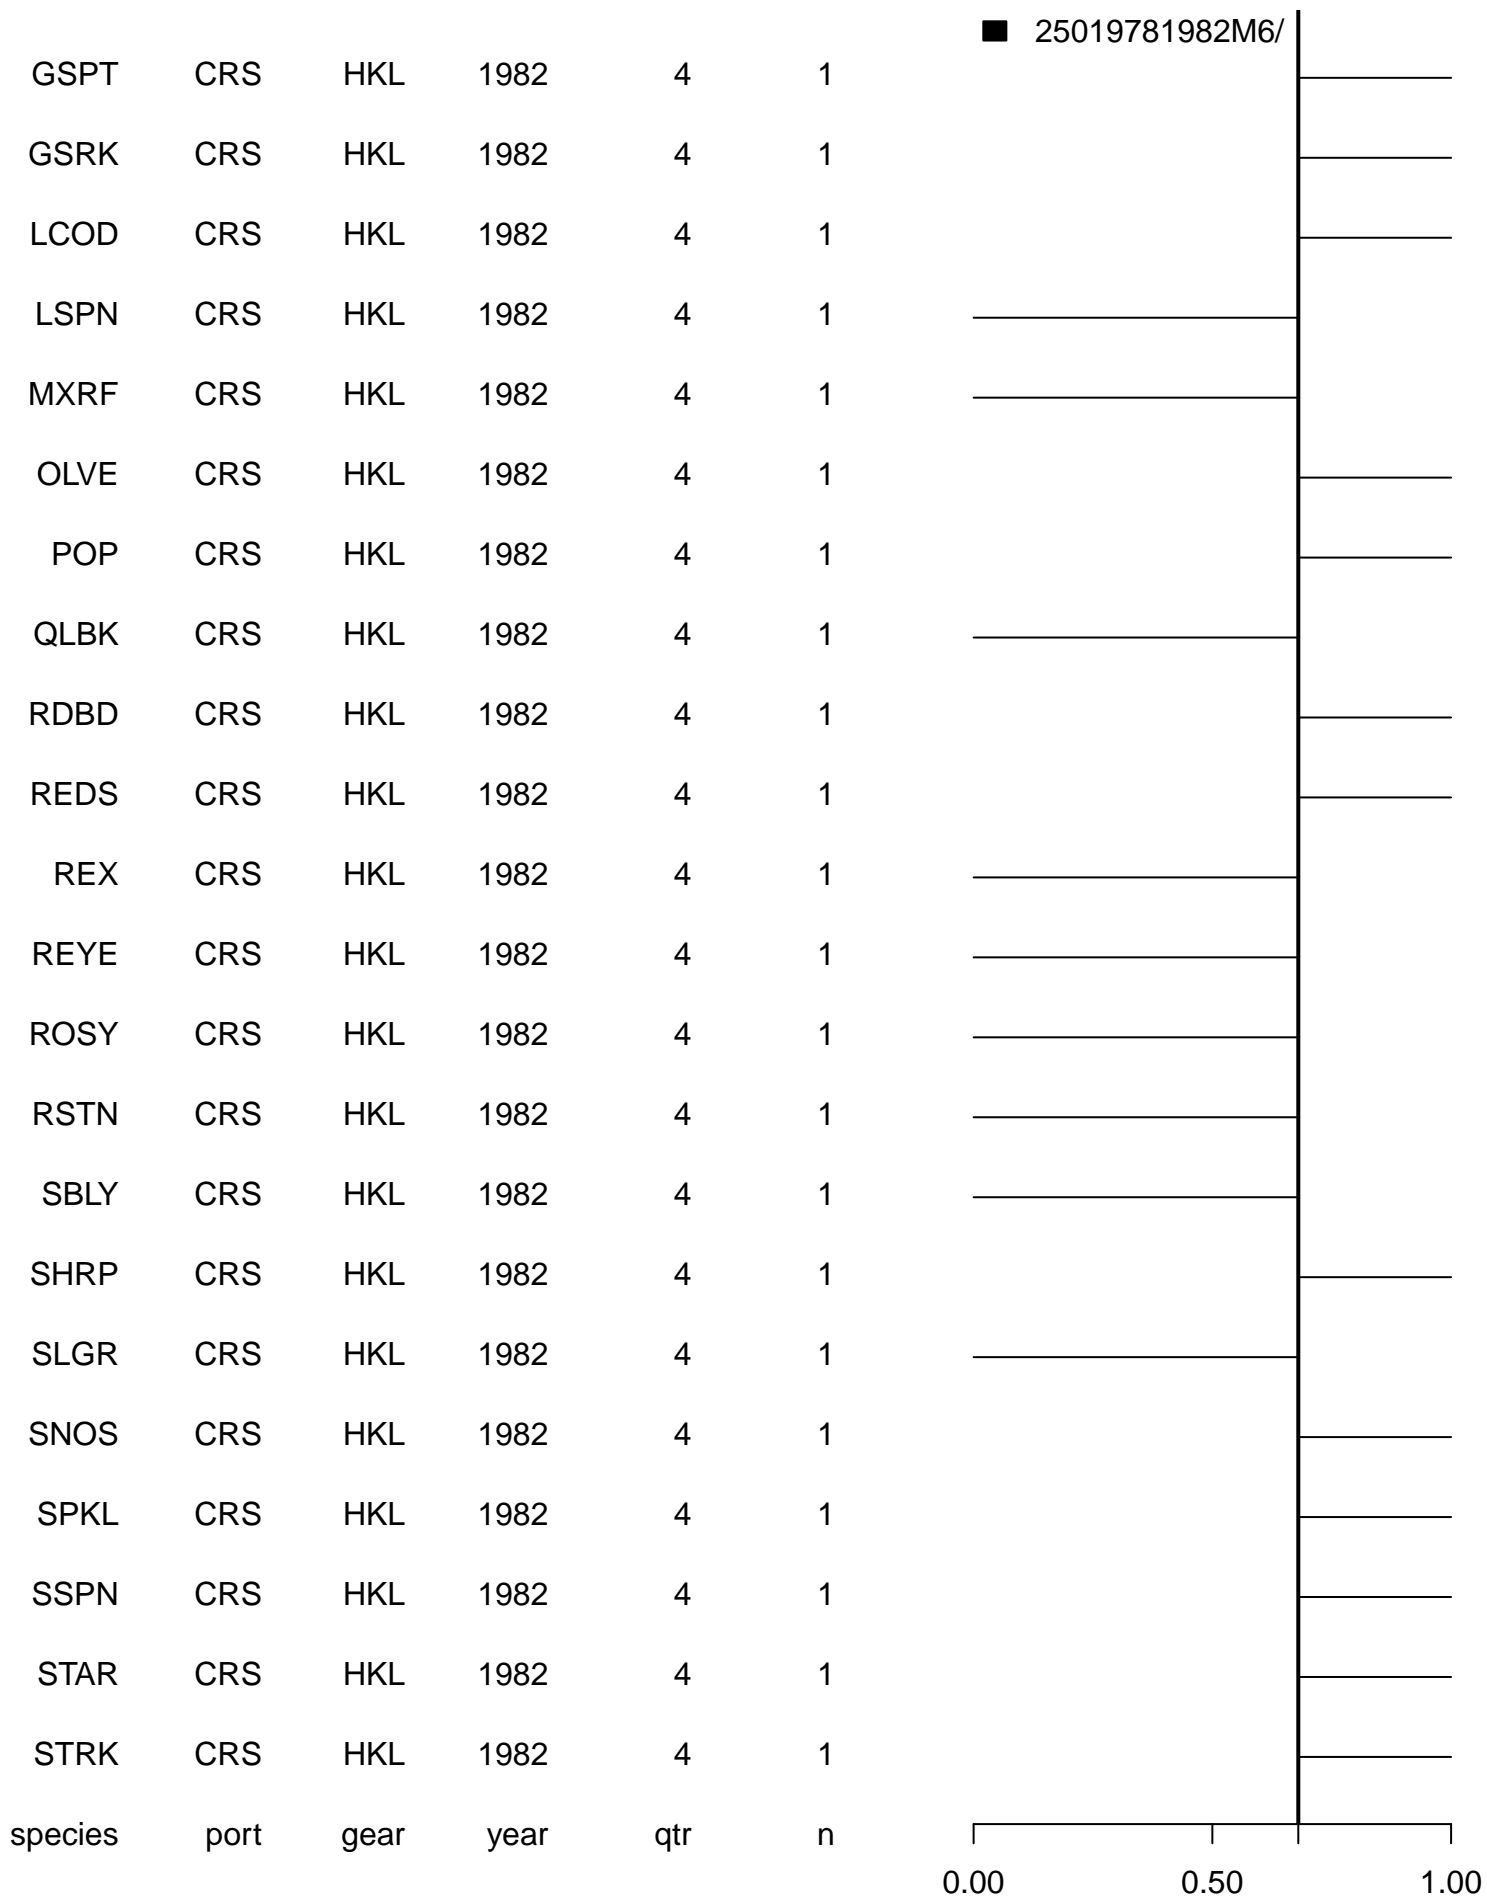 25019781982M6/
GSPT CRS HKL 1982 4 1
GSRK CRS HKL 1982 4 1
LCOD CRS HKL 1982 4 1
LSPN CRS HKL 1982 4 1
MXRF CRS HKL 1982 4 1
OLVE CRS HKL 1982 4 1
POP CRS HKL 1982 4 1
QLBK CRS HKL 1982 4 1
RDBD CRS HKL 1982 4 1
REDS CRS HKL 1982 4 1
REX CRS HKL 1982 4 1
REYE CRS HKL 1982 4 1
ROSY CRS HKL 1982 4 1
RSTN CRS HKL 1982 4 1
SBLY CRS HKL 1982 4 1
SHRP CRS HKL 1982 4 1
SLGR CRS HKL 1982 4 1
SNOS CRS HKL 1982 4 1
SPKL CRS HKL 1982 4 1
SSPN CRS HKL 1982 4 1
STAR CRS HKL 1982 4 1
STRK CRS HKL 1982 4 1
species port gear year qtr n
0.00 0.50 1.00